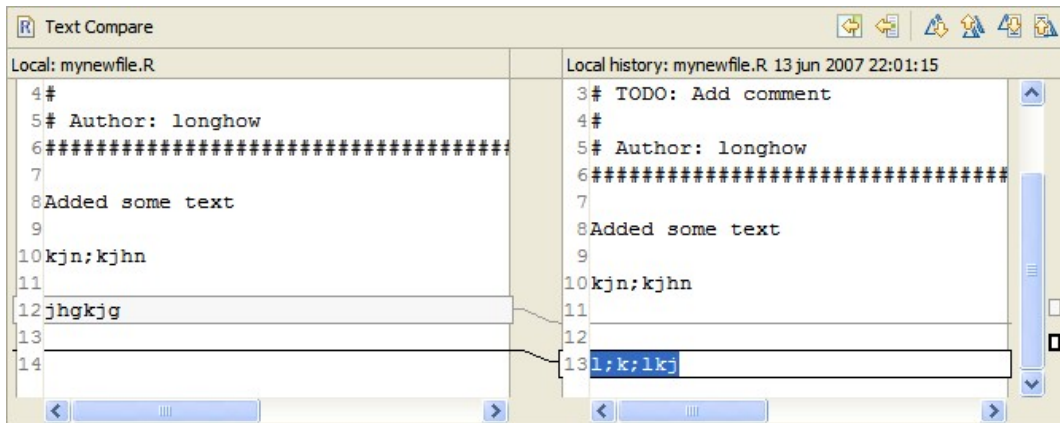 R Text Compare
Local: mynewfile.R
4#
5# Author: longhow
6#####################################
7
8Added some text
9
10kjn;kjhn
11
12jhgkjg
13
14
Local history: mynewfile.R 13 jun 2007 22:01:15
3# TODO: Add comment
4#
5# Author: longhow
6#################################
7
8Added some text
9
10kjn;kjhn
11
12
13l;k;lkj